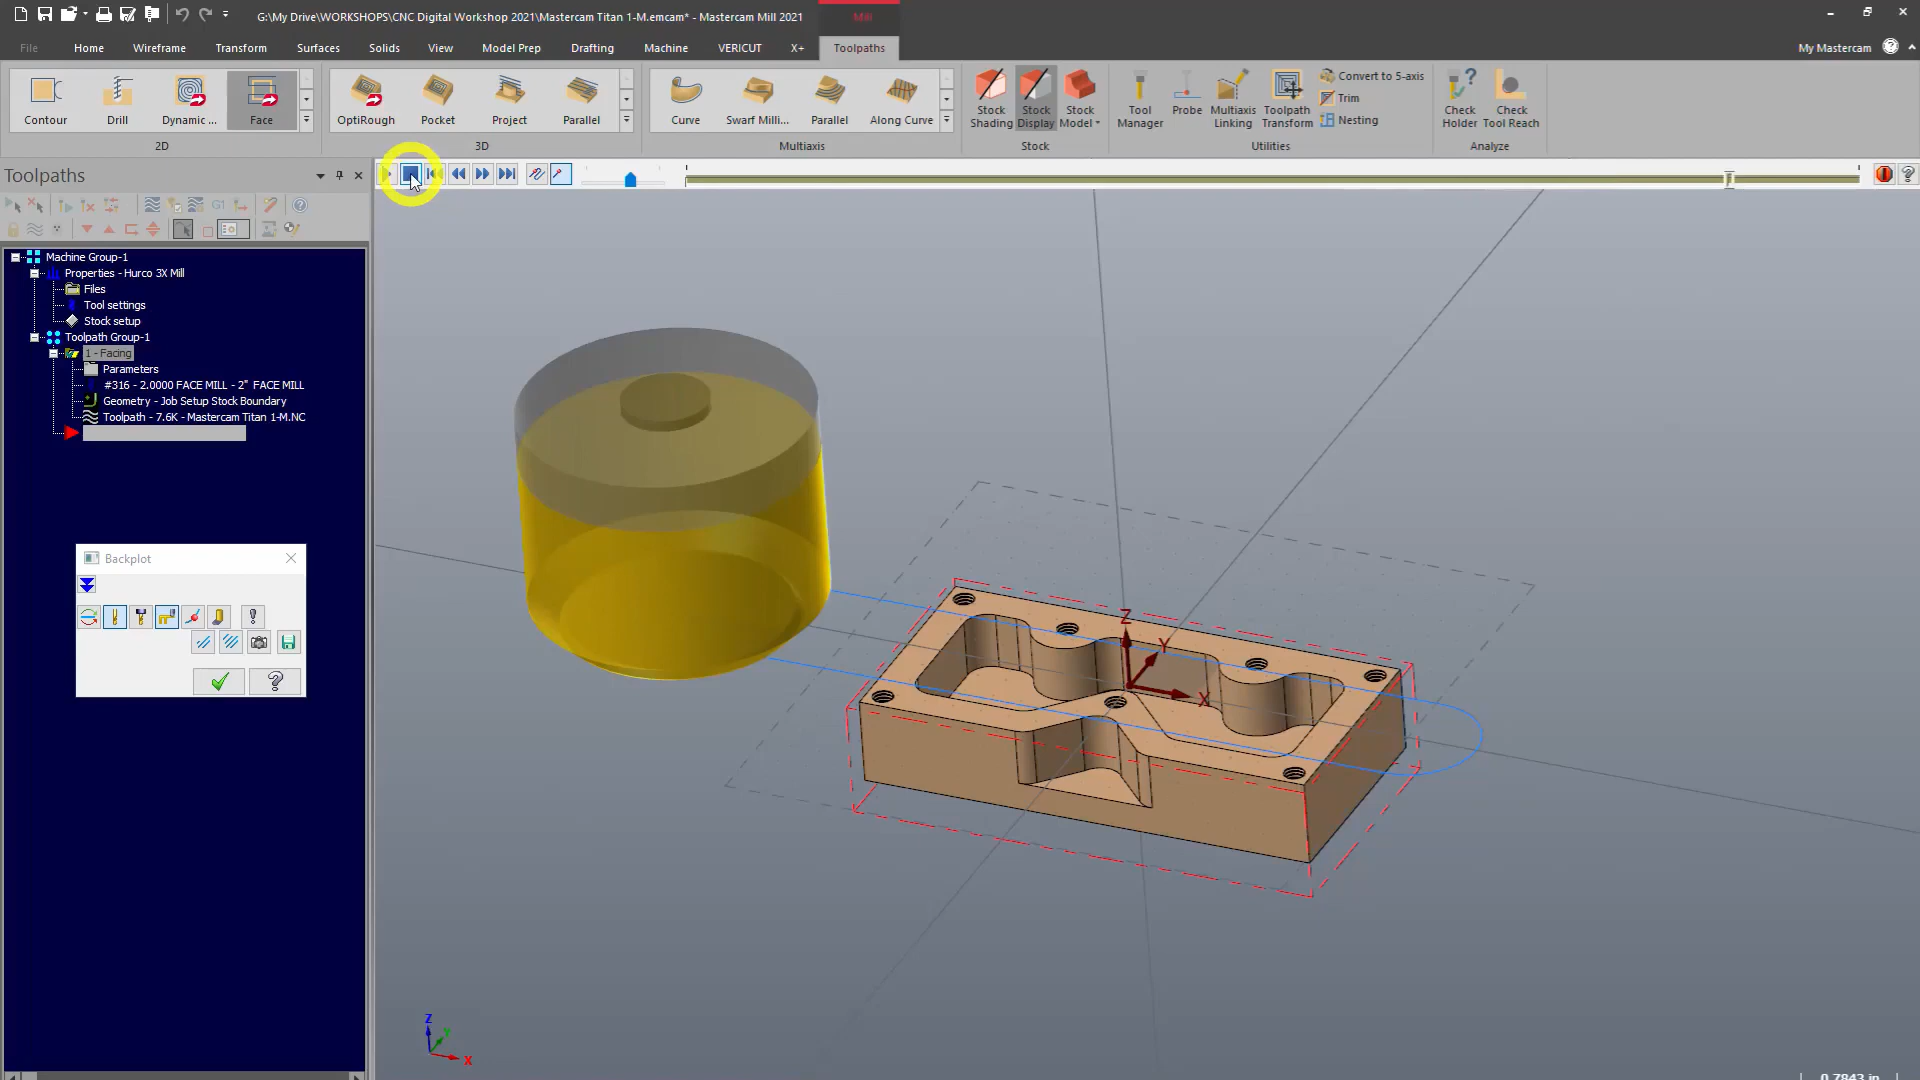 G:\My Drive\WORKSHOPS\CNC Digital Workshop 2021\Mastercam Titan 1-M.emcam* - Mastercam Mill 2021
Mill
File
Home
Wireframe
Transform
Surfaces
Solids
View
Model Prep
Drafting
Machine
VERICUT
X+
Toolpaths
My Mastercam
Contour
Drill
Dynamic ...
Face
2D
OptiRough
Pocket
Project
Parallel
3D
Curve
Swarf Milli...
Parallel
Along Curve
Multiaxis
Stock Shading
Stock Display
Stock Model
Stock
Tool Manager
Probe
Multiaxis Linking
Toolpath Transform
Convert to 5-axis
Trim
Nesting
Utilities
Check Holder
Check Tool Reach
Analyze
Toolpaths
G1
Machine Group-1
Properties - Hurco 3X Mill
Files
Tool settings
Stock setup
Toolpath Group-1
1 - Facing
Parameters
#316 - 2.0000 FACE MILL - 2" FACE MILL
Geometry - Job Setup Stock Boundary
Toolpath - 7.6K - Mastercam Titan 1-M.NC
Backplot
Z
Y
X
Z
Y
X
0.7843 in